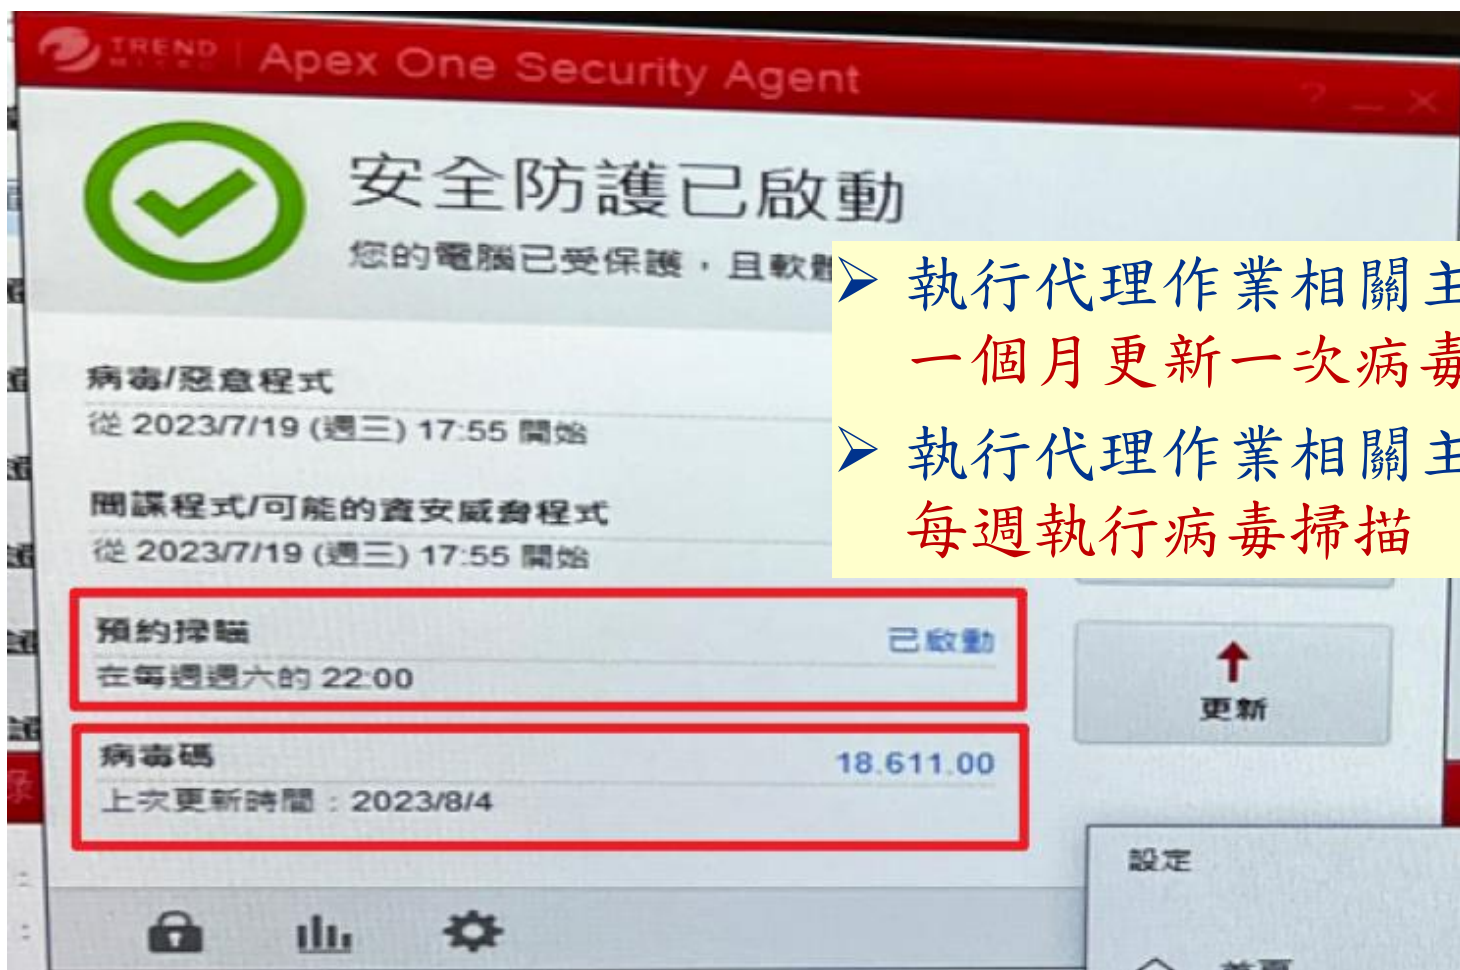 TREND MICRO | Apex One Security Agent
安全防護已啟動
您的電腦已受保護，且軟體
➢ 執行代理作業相關主
一個月更新一次病毒
➢ 執行代理作業相關主
每週執行病毒掃描
病毒/惡意程式
從 2023/7/19 (週三) 17:55 開始
間諜程式/可能的資安威脅程式
從 2023/7/19 (週三) 17:55 開始
預約掃瞄 已啟動
在每週週六的 22:00
病毒碼 18.611.00
上次更新時間：2023/8/4
更新
設定